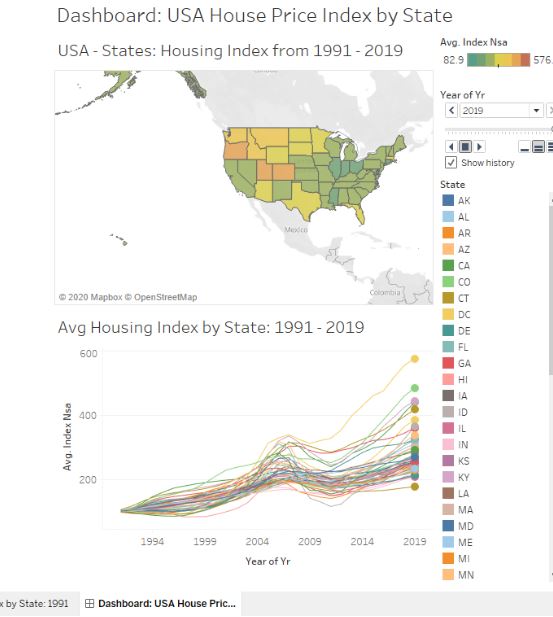 Dashboard: USA House Price Index by State
USA - States: Housing Index from 1991 - 2019
Avg. Index Nsa
82.9 576.
Year of Yr
2019
Show history
State
AK
AL
AR
AZ
CA
CO
CT
DC
DE
FL
GA
HI
IA
ID
IL
IN
KS
KY
LA
MA
MD
ME
MI
MN
Mexico
Colombia
© 2020 Mapbox © OpenStreetMap
Avg Housing Index by State: 1991 - 2019
600
400
200
Avg. Index Nsa
1994 1999 2004 2009 2014 2019
Year of Yr
x by State: 1991
Dashboard: USA House Pric...